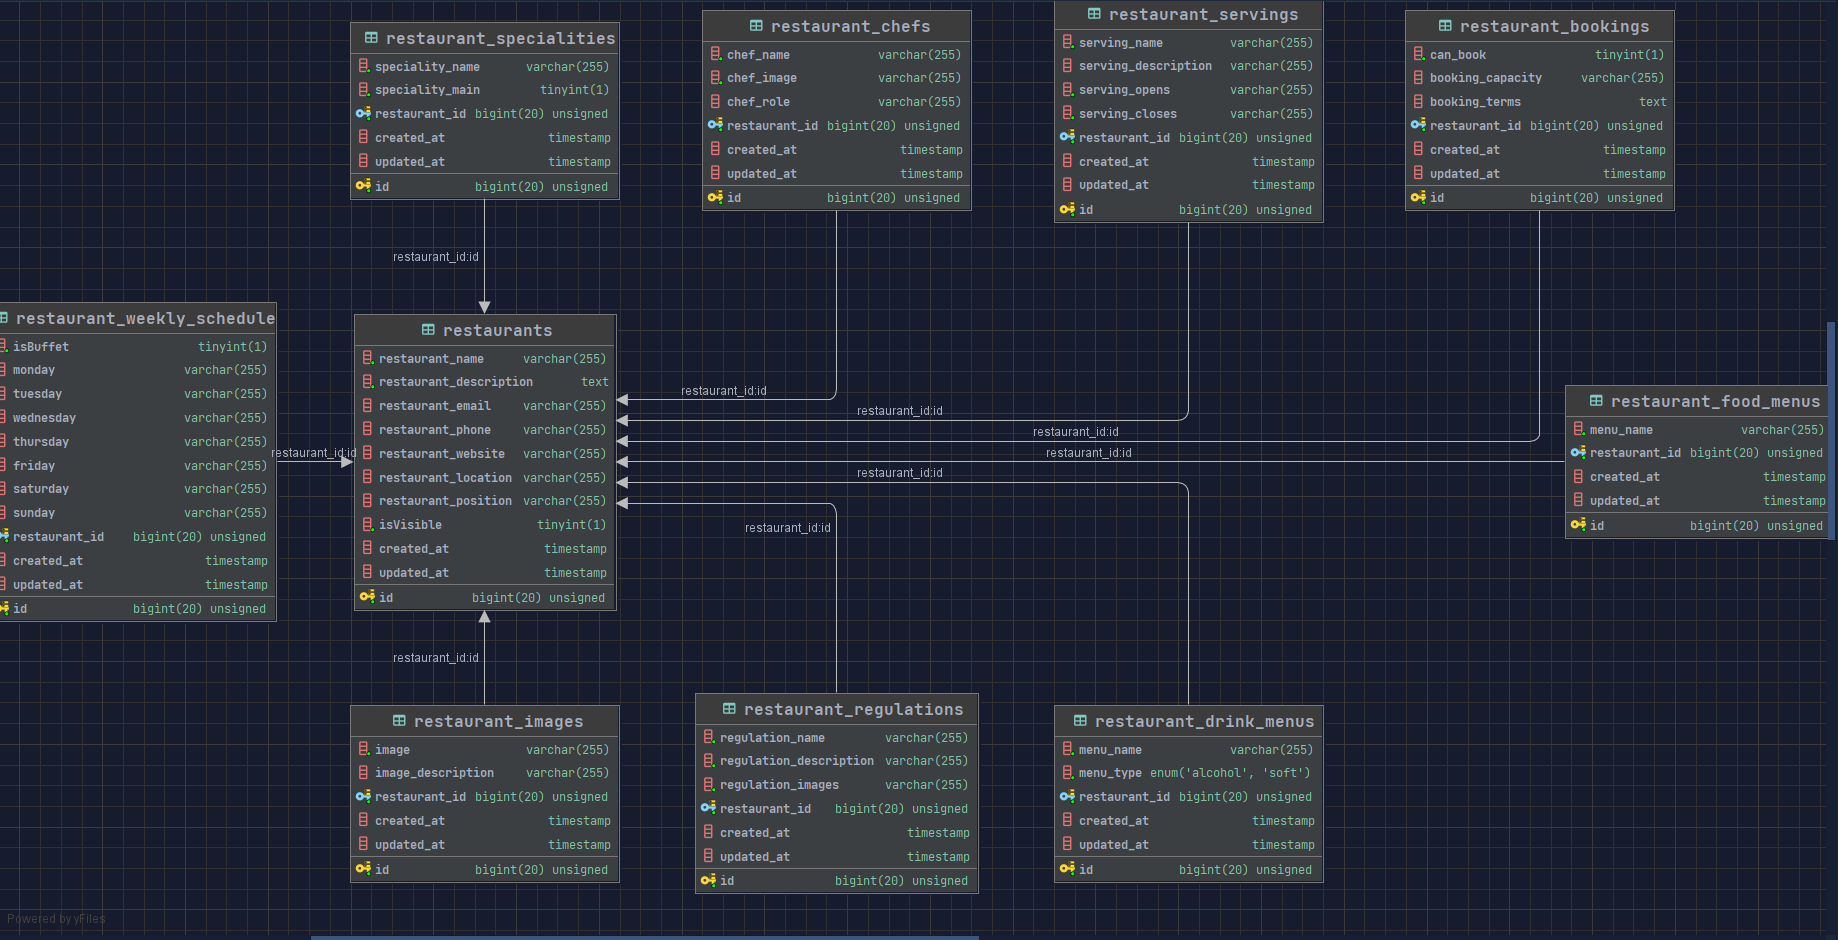 restaurant_specialities
speciality_name varchar(255)
speciality_main tinyint(1)
restaurant_id bigint(20) unsigned
created_at timestamp
updated_at timestamp
id bigint(20) unsigned
restaurant_chefs
chef_name varchar(255)
chef_image varchar(255)
chef_role varchar(255)
restaurant_id bigint(20) unsigned
created_at timestamp
updated_at timestamp
id bigint(20) unsigned
restaurant_servings
serving_name varchar(255)
serving_description varchar(255)
serving_opens varchar(255)
serving_closes varchar(255)
restaurant_id bigint(20) unsigned
created_at timestamp
updated_at timestamp
id bigint(20) unsigned
restaurant_bookings
can_book tinyint(1)
booking_capacity varchar(255)
booking_terms text
restaurant_id bigint(20) unsigned
created_at timestamp
updated_at timestamp
id bigint(20) unsigned
restaurant_id:id
restaurant_weekly_schedule
isBuffet tinyint(1)
monday varchar(255)
tuesday varchar(255)
wednesday varchar(255)
thursday varchar(255)
friday varchar(255)
saturday varchar(255)
sunday varchar(255)
restaurant_id bigint(20) unsigned
created_at timestamp
updated_at timestamp
id bigint(20) unsigned
restaurant_id:id
restaurants
restaurant_name varchar(255)
restaurant_description text
restaurant_email varchar(255)
restaurant_phone varchar(255)
restaurant_website varchar(255)
restaurant_location varchar(255)
restaurant_position varchar(255)
isVisible tinyint(1)
created_at timestamp
updated_at timestamp
id bigint(20) unsigned
restaurant_id:id
restaurant_id:id
restaurant_id:id
restaurant_id:id
restaurant_id:id
restaurant_id:id
restaurant_food_menus
menu_name varchar(255)
restaurant_id bigint(20) unsigned
created_at timestamp
updated_at timestamp
id bigint(20) unsigned
restaurant_id:id
restaurant_images
image varchar(255)
image_description varchar(255)
restaurant_id bigint(20) unsigned
created_at timestamp
updated_at timestamp
id bigint(20) unsigned
restaurant_regulations
regulation_name varchar(255)
regulation_description varchar(255)
regulation_images varchar(255)
restaurant_id bigint(20) unsigned
created_at timestamp
updated_at timestamp
id bigint(20) unsigned
restaurant_drink_menus
menu_name varchar(255)
menu_type enum('alcohol', 'soft')
restaurant_id bigint(20) unsigned
created_at timestamp
updated_at timestamp
id bigint(20) unsigned
Powered by yFiles